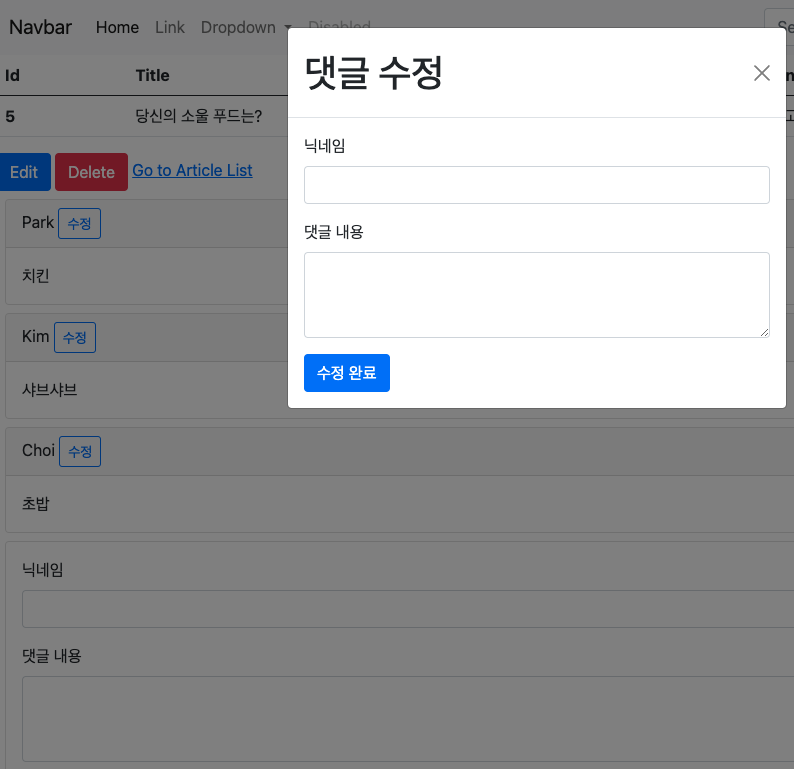 Navbar Home Link Dropdown Disabled Se
Id Title
5 당신의 소울 푸드는?
Edit Delete Go to Article List
Park 수정
치킨
Kim 수정
샤브샤브
Choi 수정
초밥
닉네임
댓글 내용
댓글 수정
닉네임
댓글 내용
수정 완료